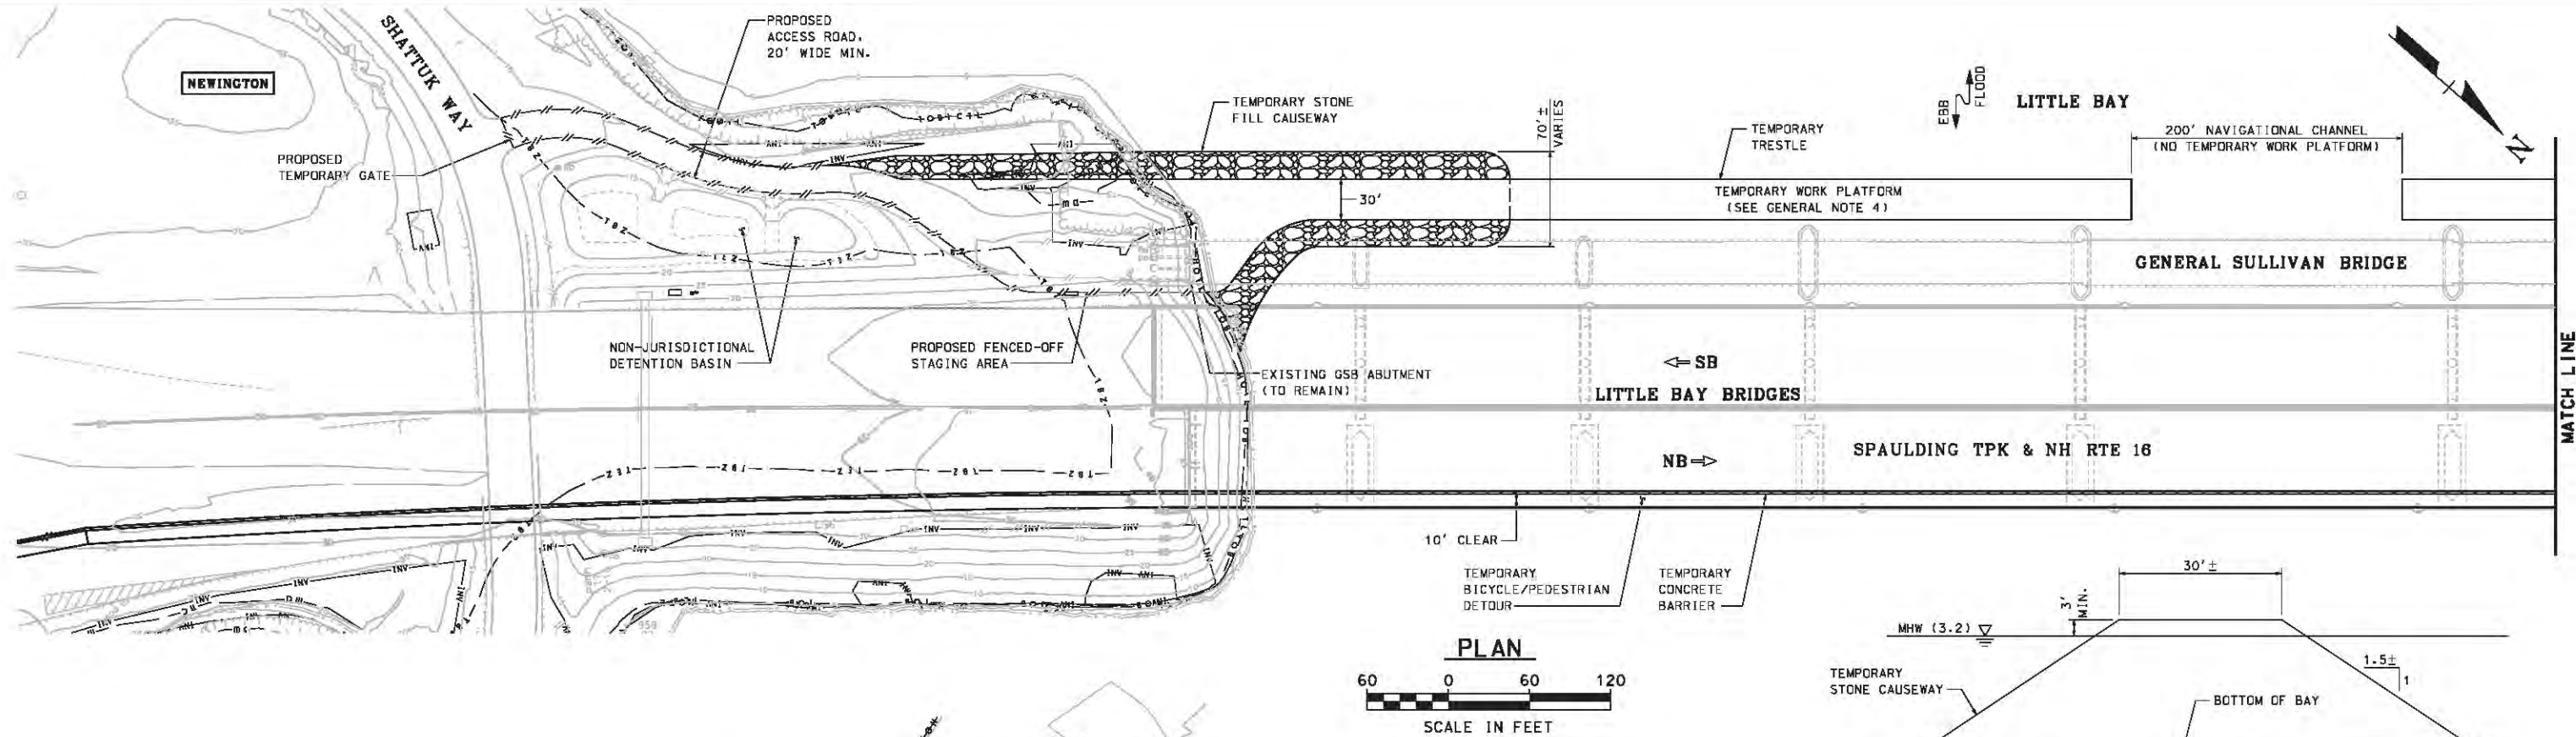 SHATTUK WAY
NEWINGTON
PROPOSED
ACCESS ROAD,
20' WIDE MIN.
PROPOSED
TEMPORARY GATE
TEMPORARY STONE
FILL CAUSEWAY
70'±
VARIES
30'
TEMPORARY
TRESTLE
TEMPORARY WORK PLATFORM
(SEE GENERAL NOTE 4)
EBB
FLOOD
LITTLE BAY
200' NAVIGATIONAL CHANNEL
(NO TEMPORARY WORK PLATFORM)
N
GENERAL SULLIVAN BRIDGE
MATCH LINE
NON-JURISDICTIONAL
DETENTION BASIN
PROPOSED FENCED-OFF
STAGING AREA
EXISTING GSB ABUTMENT
(TO REMAIN)
SB
LITTLE BAY BRIDGES
NB
SPAULDING TPK & NH RTE 16
10' CLEAR
TEMPORARY
BICYCLE/PEDESTRIAN
DETOUR
TEMPORARY
CONCRETE
BARRIER
PLAN
60 0 60 120
SCALE IN FEET
30'±
3'
MIN.
MHW (3.2)
1.5±
1
TEMPORARY
STONE CAUSEWAY
BOTTOM OF BAY